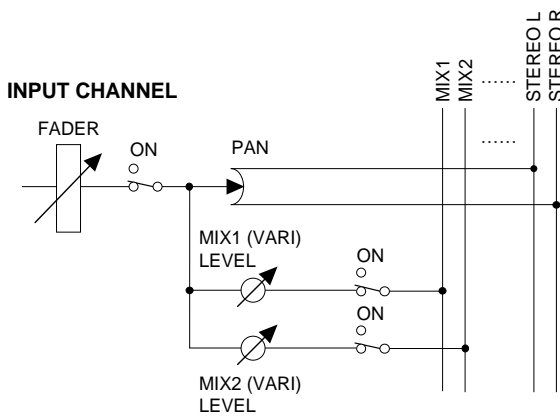 INPUT CHANNEL
FADER
ON
PAN
MIX1
MIX2
......
STEREO L
STEREO R
......
MIX1 (VARI)
LEVEL
ON
ON
MIX2 (VARI)
LEVEL